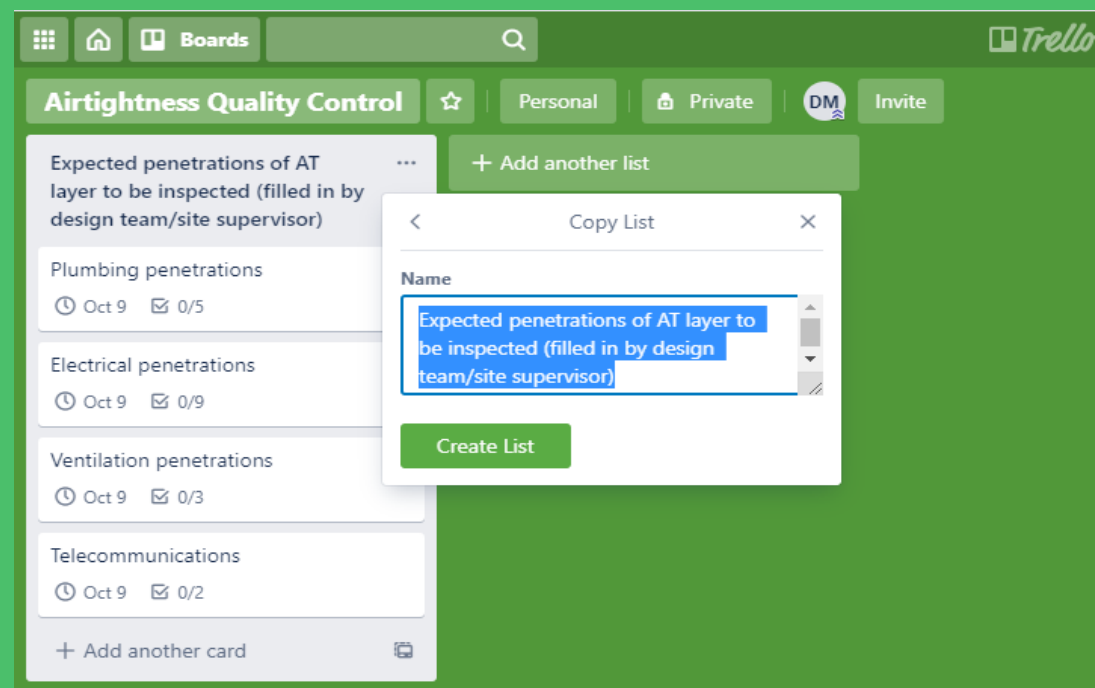 Boards
Trello
Airtightness Quality Control
Personal
Private
DM
Invite
Expected penetrations of AT
layer to be inspected (filled in by
design team/site supervisor)
Plumbing penetrations
Oct 9 0/5
Electrical penetrations
Oct 9 0/9
Ventilation penetrations
Oct 9 0/3
Telecommunications
Oct 9 0/2
+ Add another card
+ Add another list
Copy List
Name
Expected penetrations of AT layer to
be inspected (filled in by design
team/site supervisor)
Create List